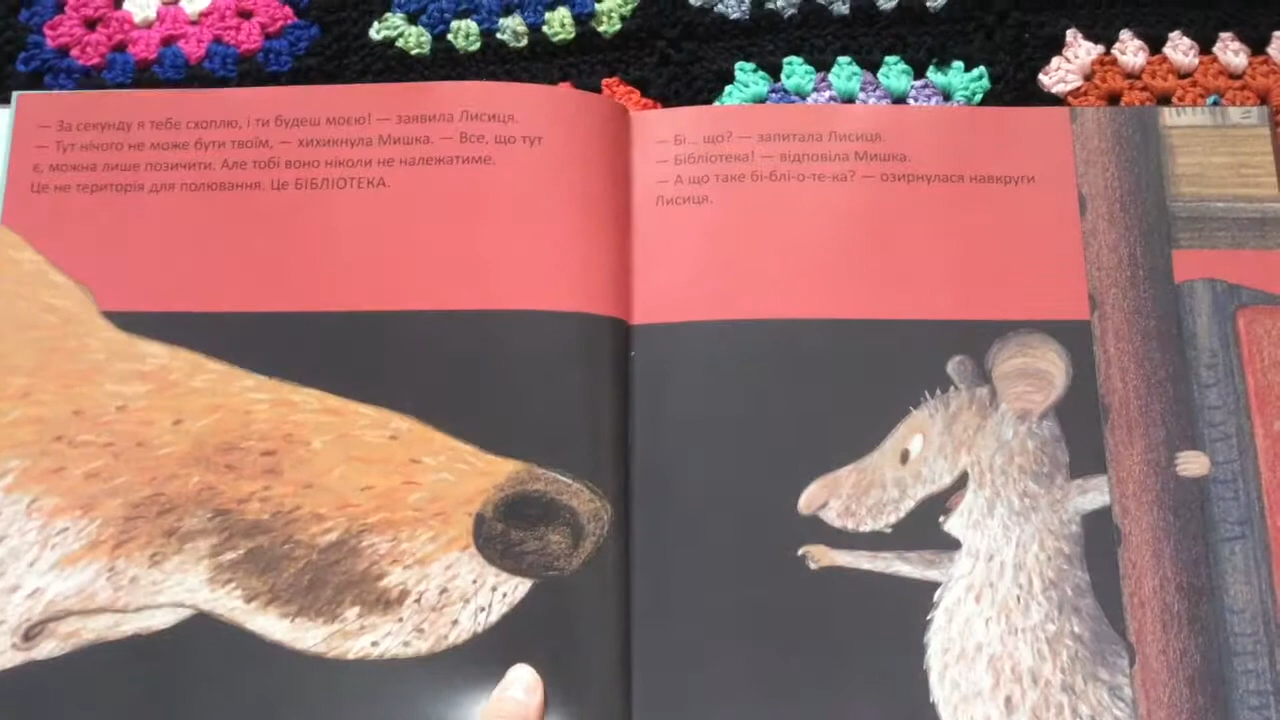 — За секунду я тебе схоплю, і ти будеш моєю! — заявила Лисиця.
— Тут нічого не може бути твоїм, — хихикнула Мишка. — Все, що тут
є, можна лише позичити. Але тобі воно ніколи не належатиме.
Це не територія для полювання. Це БІБЛІОТЕКА.
— Бі... що? — запитала Лисиця.
— Бібліотека! — відповіла Мишка.
— А що таке бі-блі-о-те-ка? — озирнулася навкруги
Лисиця.